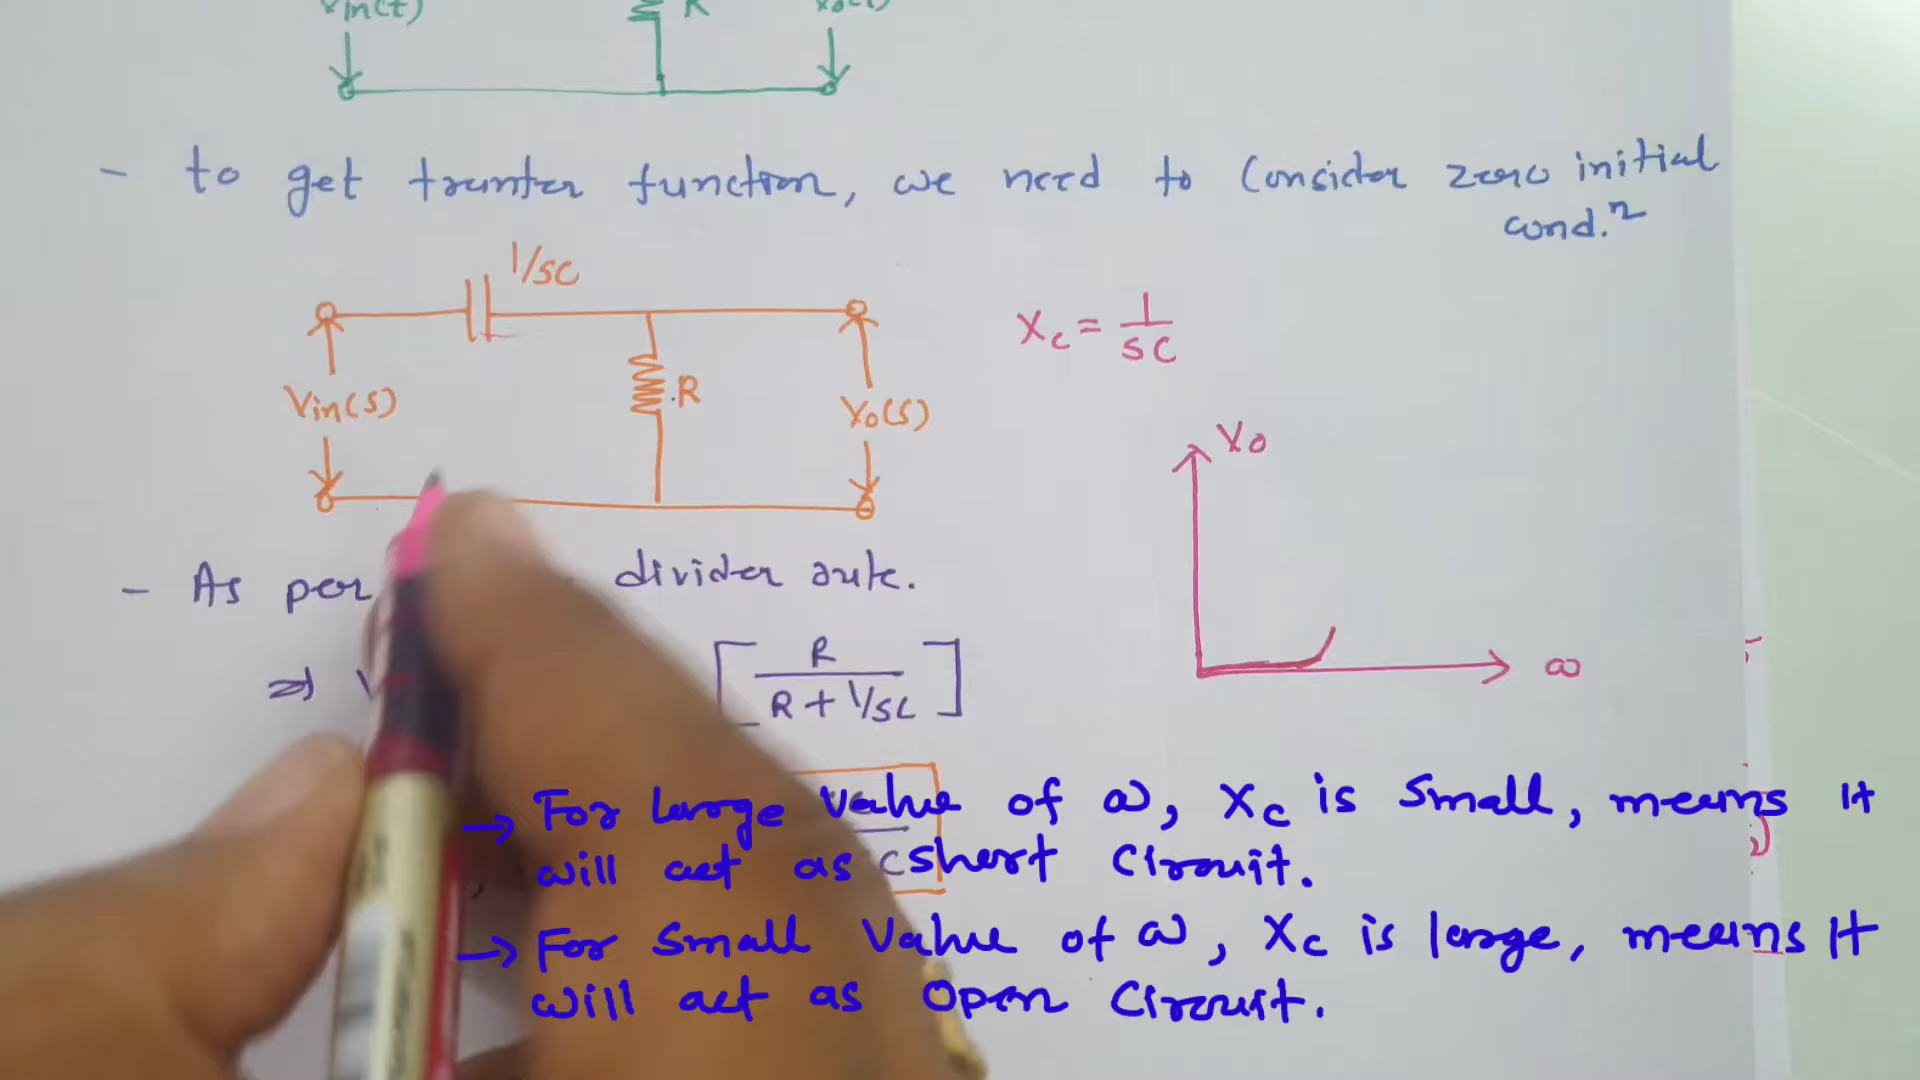 Vin(t)
R
- to get tranfer function, we need to Consider zero initial
cond.n
1/SC
Xc = 1/SC
Vin(s)
R
Vo(s)
Vo
ω
- As per divider rule.
⇒ V [ R / R + 1/SC ]
→ For large value of ω, Xc is small, means it
will act as short Circuit.
→ For small value of ω, Xc is large, means it
will act as open Circuit.